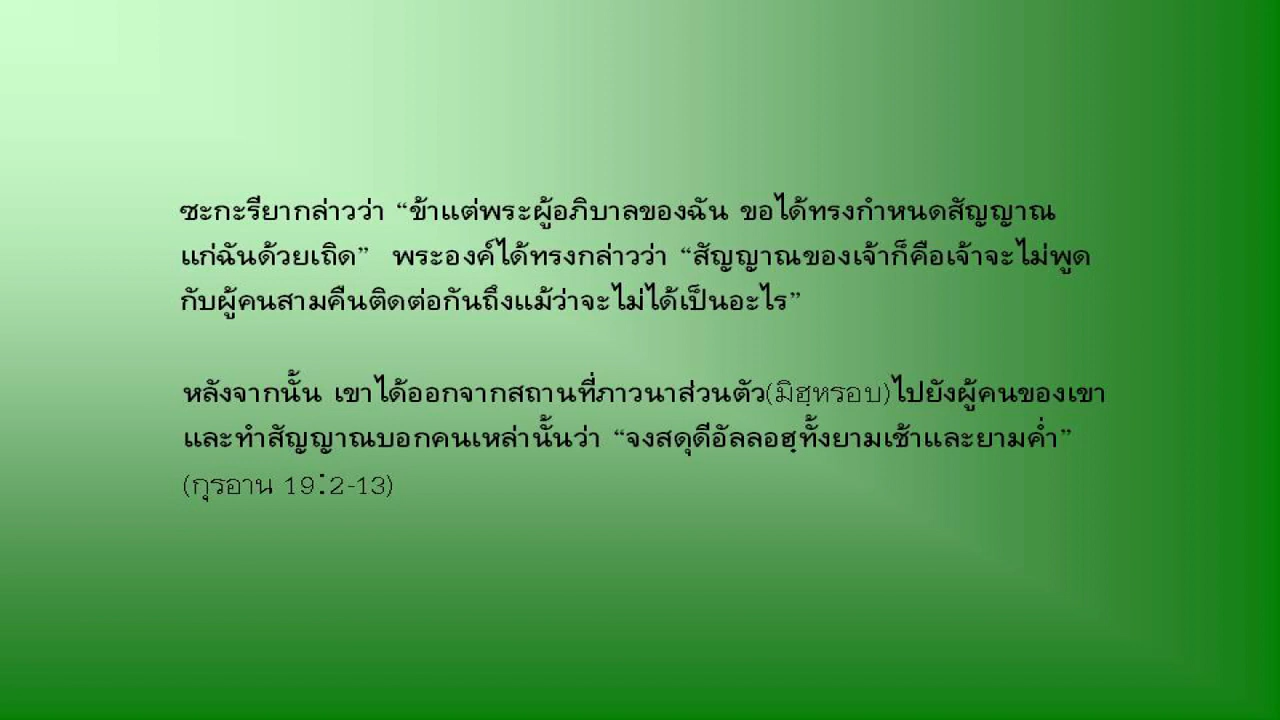 ซะกะรียากล่าวว่า “ข้าแต่พระผู้อภิบาลของฉัน ขอได้ทรงกำหนดสัญญาณ
แก่ฉันด้วยเถิด” พระองค์ได้ทรงกล่าวว่า “สัญญาณของเจ้าก็คือเจ้าจะไม่พูด
กับผู้คนสามคืนติดต่อกันถึงแม้ว่าจะไม่ได้เป็นอะไร”
หลังจากนั้น เขาได้ออกจากสถานที่ภาวนาส่วนตัว(มิฮฺหรอบ)ไปยังผู้คนของเขา
และทำสัญญาณบอกคนเหล่านั้นว่า “จงสดุดีอัลลอฮฺทั้งยามเช้าและยามค่ำ”
(กุรอาน 19:2-13)